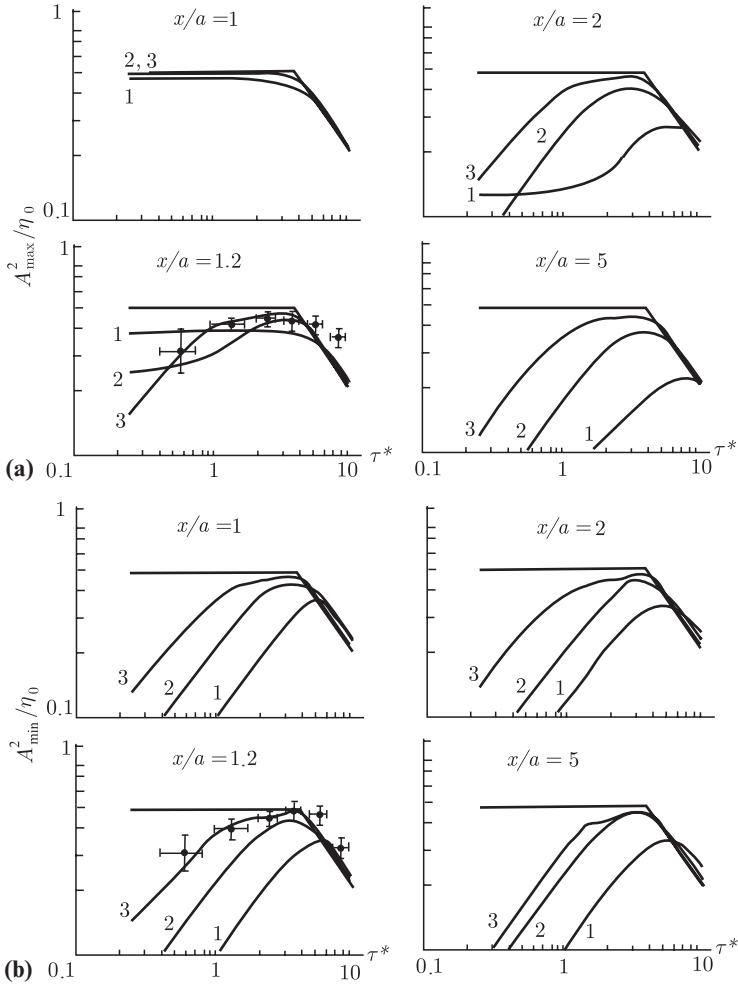 1
x/a = 1
2, 3
1
0.1
x/a = 2
2
3
1
A²max/η₀
1
x/a = 1.2
1
2
3
(a) 0.1
1
10
τ*
x/a = 5
3
2
1
0.1
1
10
1
x/a = 1
3
2
1
0.1
x/a = 2
3
2
1
A²min/η₀
1
x/a = 1.2
3
2
1
(b) 0.1
1
10
τ*
x/a = 5
3
2
1
0.1
1
10
τ*